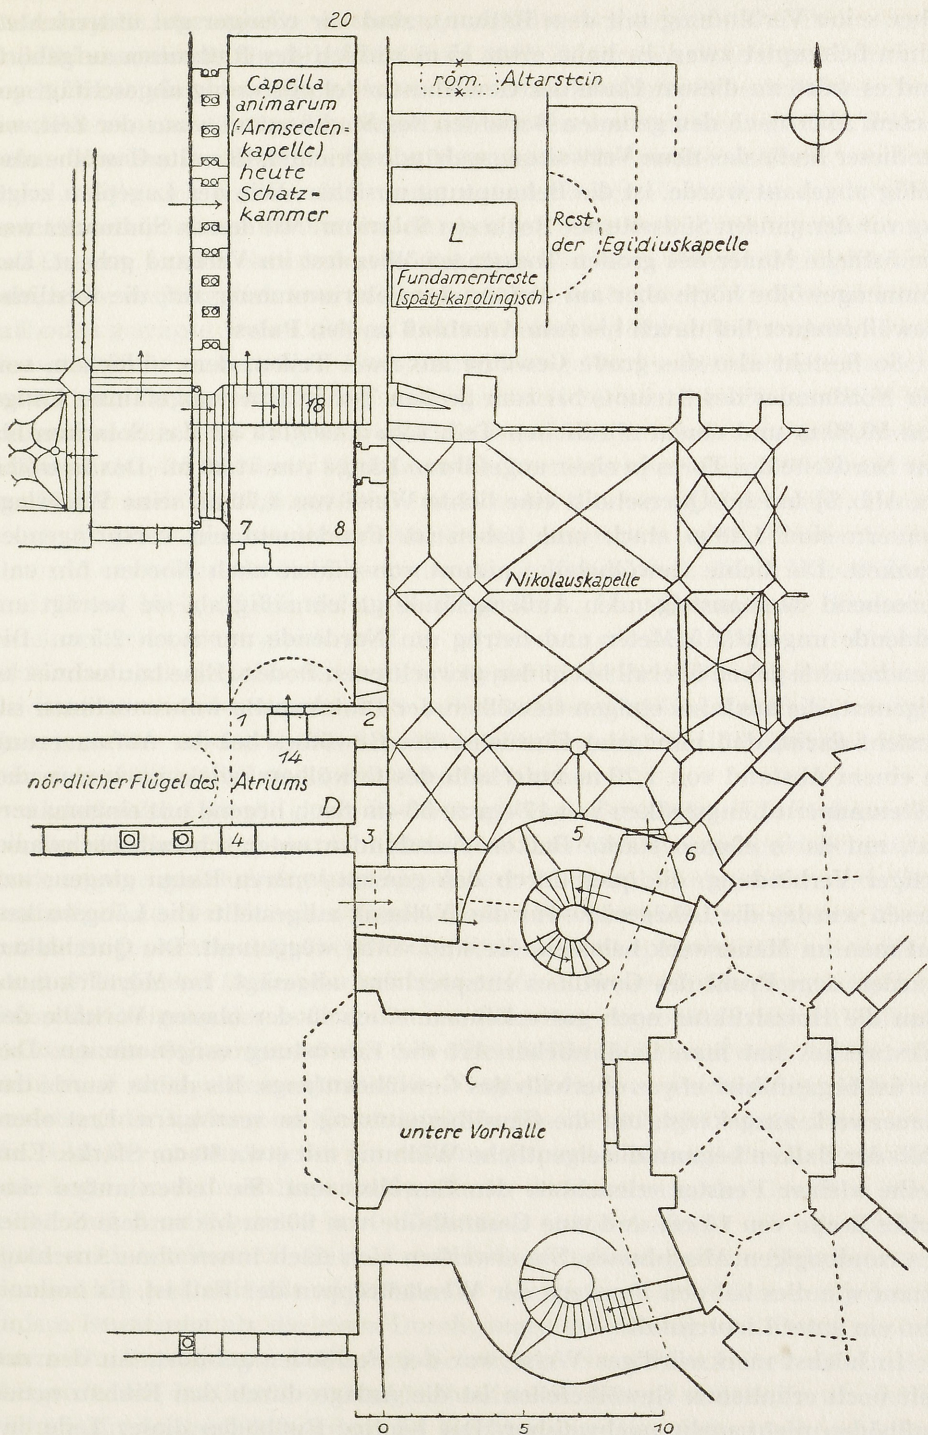 20
Capella
animarum
(=Armseelen=
kapelle)
heute
Schatz=
kammer
röm. Altarstein
L
Rest
der Egidiuskapelle
Fundamentreste
[spät]-karolingisch
18
7
8
Nikolauskapelle
1
2
14
nördlicher Flügel des Atriums
D
4
3
5
6
C
untere Vorhalle
0 5 10